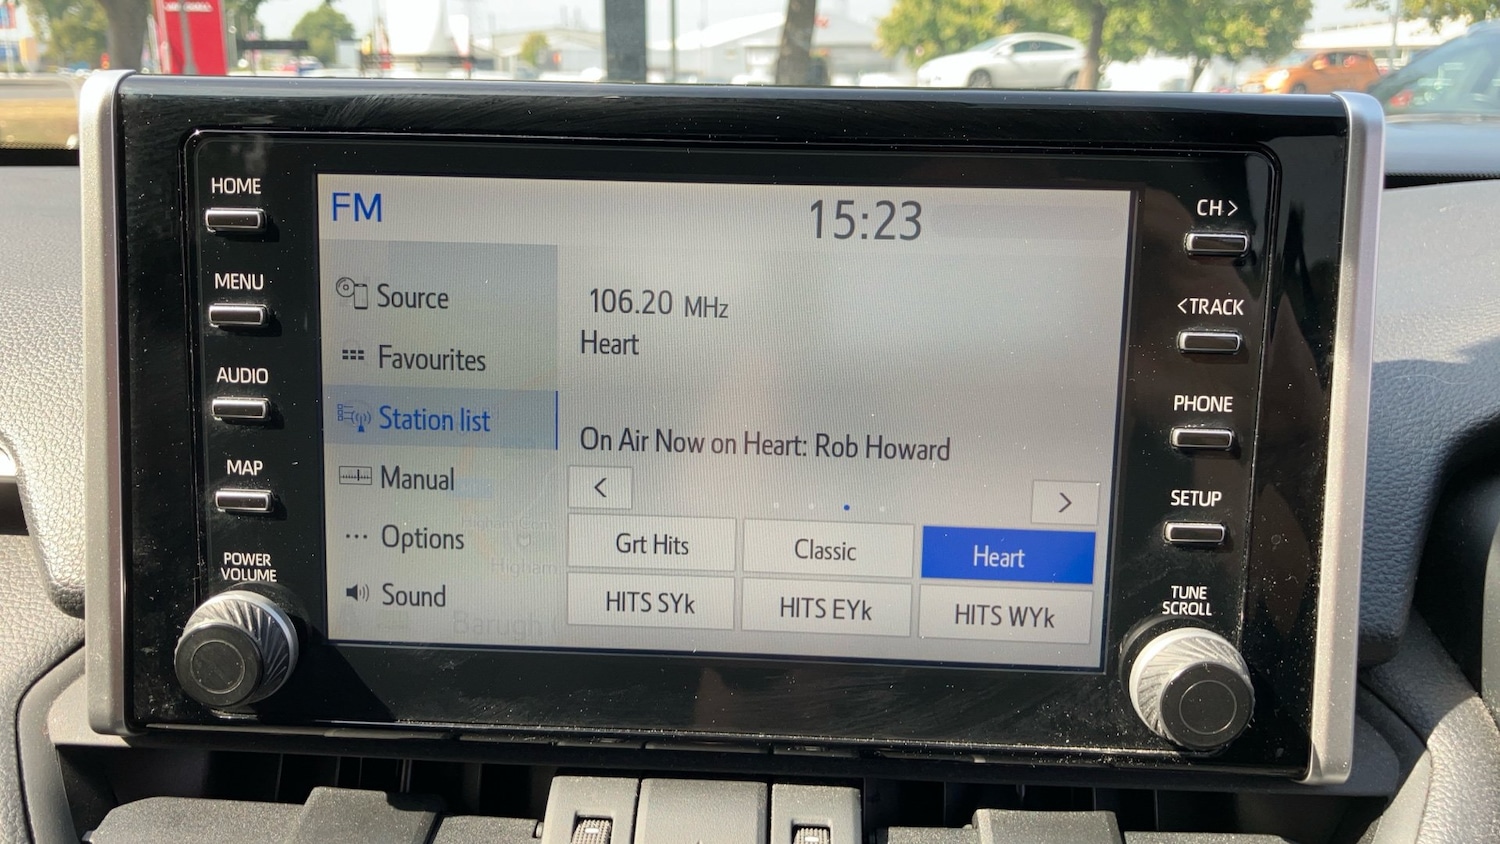 HOME
MENU
AUDIO
MAP
POWER
VOLUME
FM
15:23
Source
Favourites
Station list
Manual
Options
Sound
106.20 MHz
Heart
On Air Now on Heart: Rob Howard
<
>
Grt Hits
Classic
Heart
HITS SYk
HITS EYk
HITS WYk
Higham
Barugh
CH>
<TRACK
PHONE
SETUP
TUNE
SCROLL